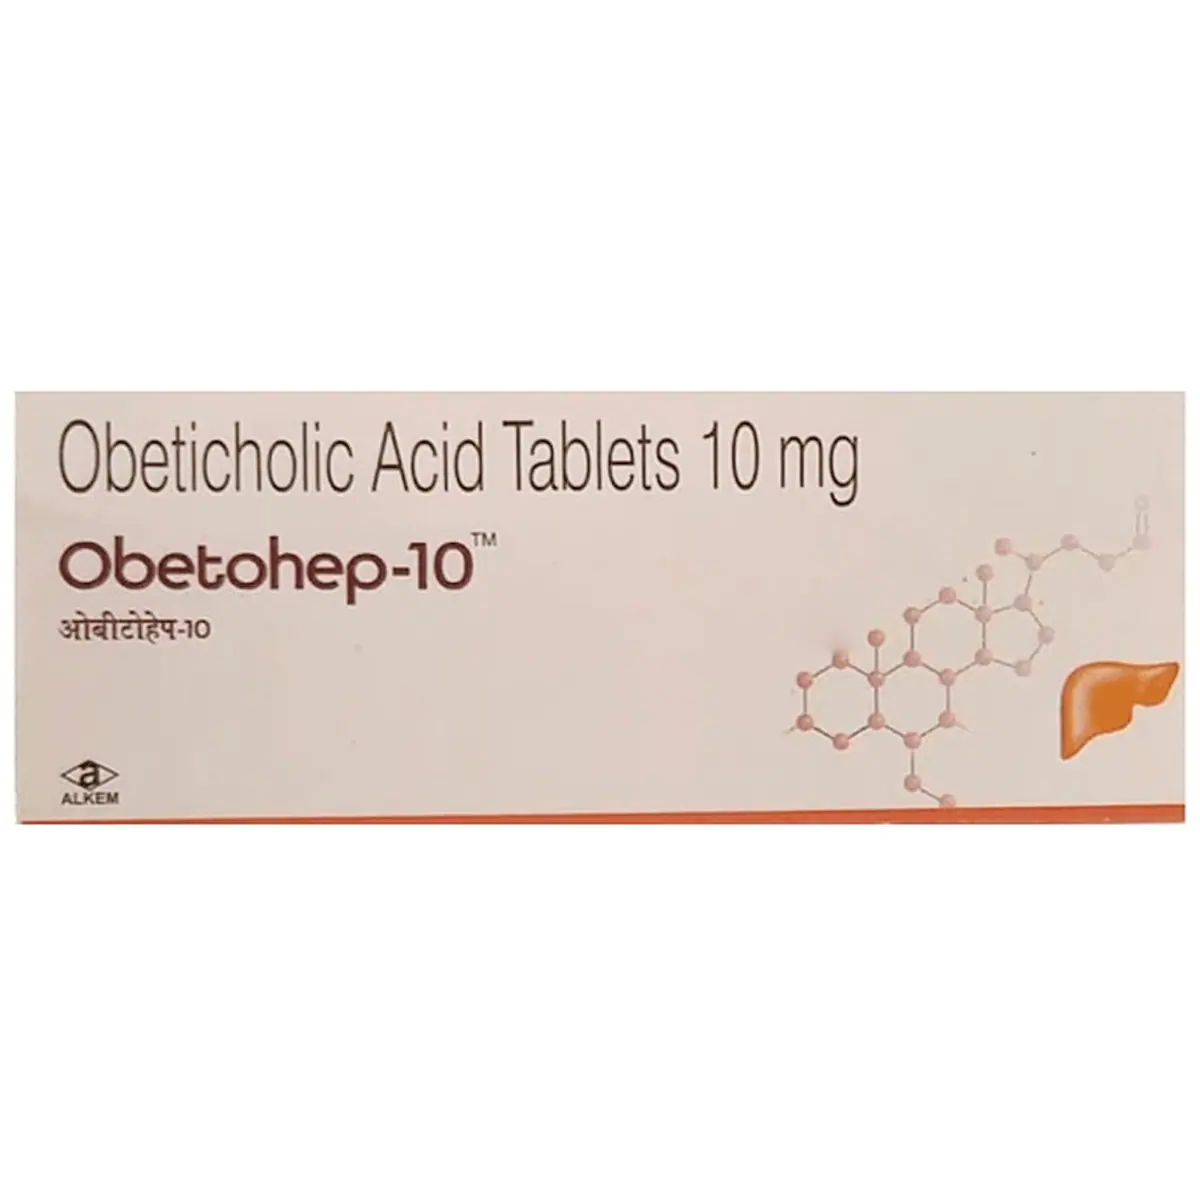 Obeticholic Acid Tablets 10 mg
Obetohep-10™
ओबीटोहेप-10
a
ALKEM